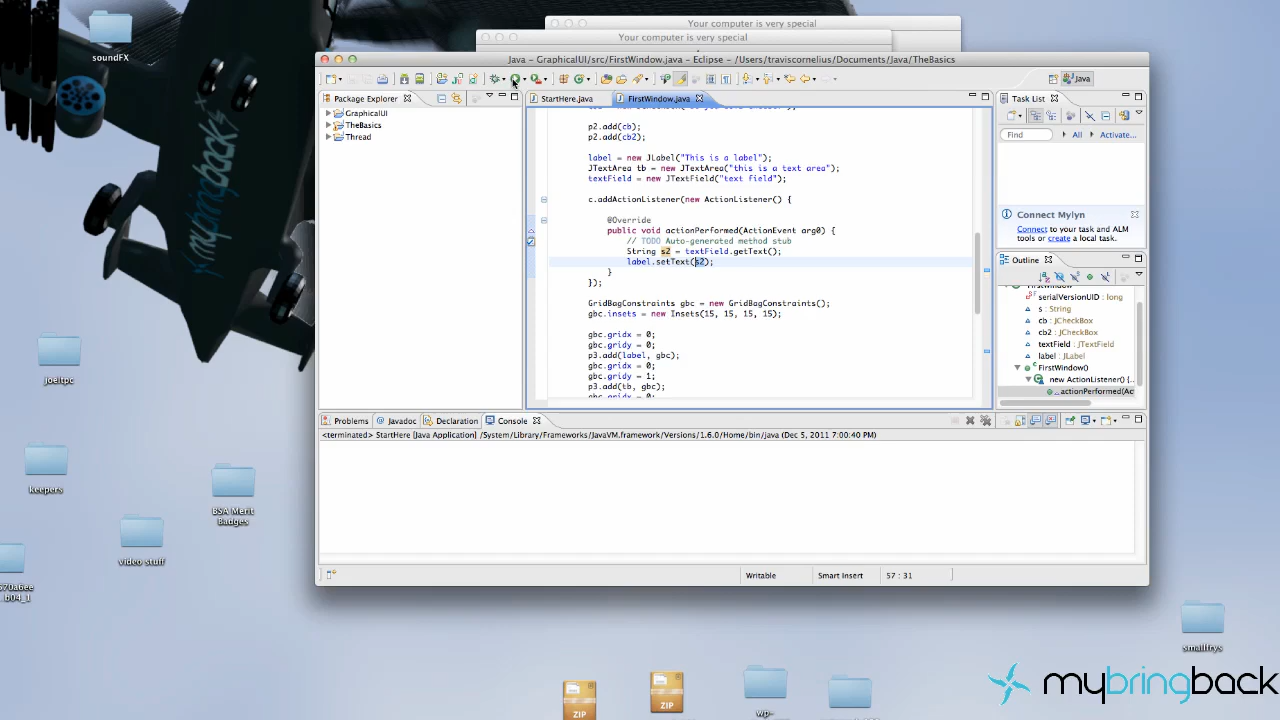 soundFX
Your computer is very special
Your computer is very special
Java - GraphicalUI/src/FirstWindow.java - Eclipse - /Users/traviscornelius/Documents/Java/TheBasics
Java
Package Explorer
StartHere.java
FirstWindow.java
Task List
GraphicalUI
TheBasics
Thread
Find
All
Activate...
p2.add(cb);
p2.add(cb2);
label = new JLabel("This is a label");
JTextArea tb = new JTextArea("this is a text area");
textField = new JTextField("text field");
c.addActionListener(new ActionListener() {
@Override
public void actionPerformed(ActionEvent arg0) {
// TODO Auto-generated method stub
String s2 = textField.getText();
label.setText(s2);
}
});
GridBagConstraints gbc = new GridBagConstraints();
gbc.insets = new Insets(15, 15, 15, 15);
gbc.gridx = 0;
gbc.gridy = 0;
p3.add(label, gbc);
gbc.gridx = 0;
gbc.gridy = 1;
p3.add(tb, gbc);
gbc.gridx = 0;
Connect Mylyn
Connect to your task and ALM
tools or create a local task.
Outline
serialVersionUID : long
s : String
cb : JCheckBox
cb2 : JCheckBox
textField : JTextField
label : JLabel
FirstWindow()
new ActionListener() {...
actionPerformed(Ac
Problems
Javadoc
Declaration
Console
<terminated> StartHere [Java Application] /System/Library/Frameworks/JavaVM.framework/Versions/1.6.0/Home/bin/java (Dec 5, 2011 7:00:40 PM)
Writable
Smart Insert
57 : 31
joeltpc
keepers
BSA Merit
Badges
video stuff
570a6ee
b04_1
smallfrys
ZIP
ZIP
wp-
mybringback
mybringback